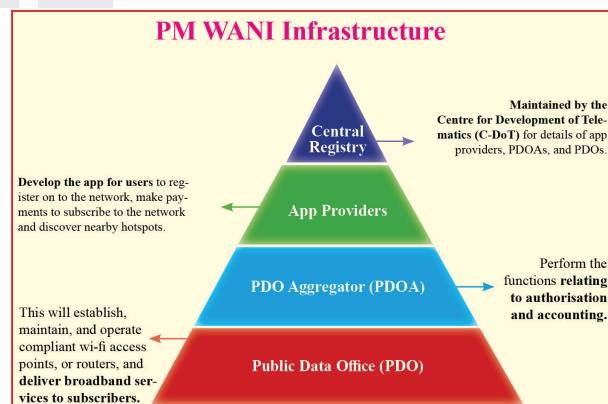 PM WANI Infrastructure
Central
Registry
Maintained by the
Centre for Development of Tele-
matics (C-DoT) for details of app
providers, PDOAs, and PDOs.
Develop the app for users to reg-
ister on to the network, make pay-
ments to subscribe to the network
and discover nearby hotspots.
App Providers
PDO Aggregator (PDOA)
Perform the
functions relating
to authorisation
and accounting.
This will establish,
maintain, and operate
compliant wi-fi access
points, or routers, and
deliver broadband ser-
vices to subscribers.
Public Data Office (PDO)